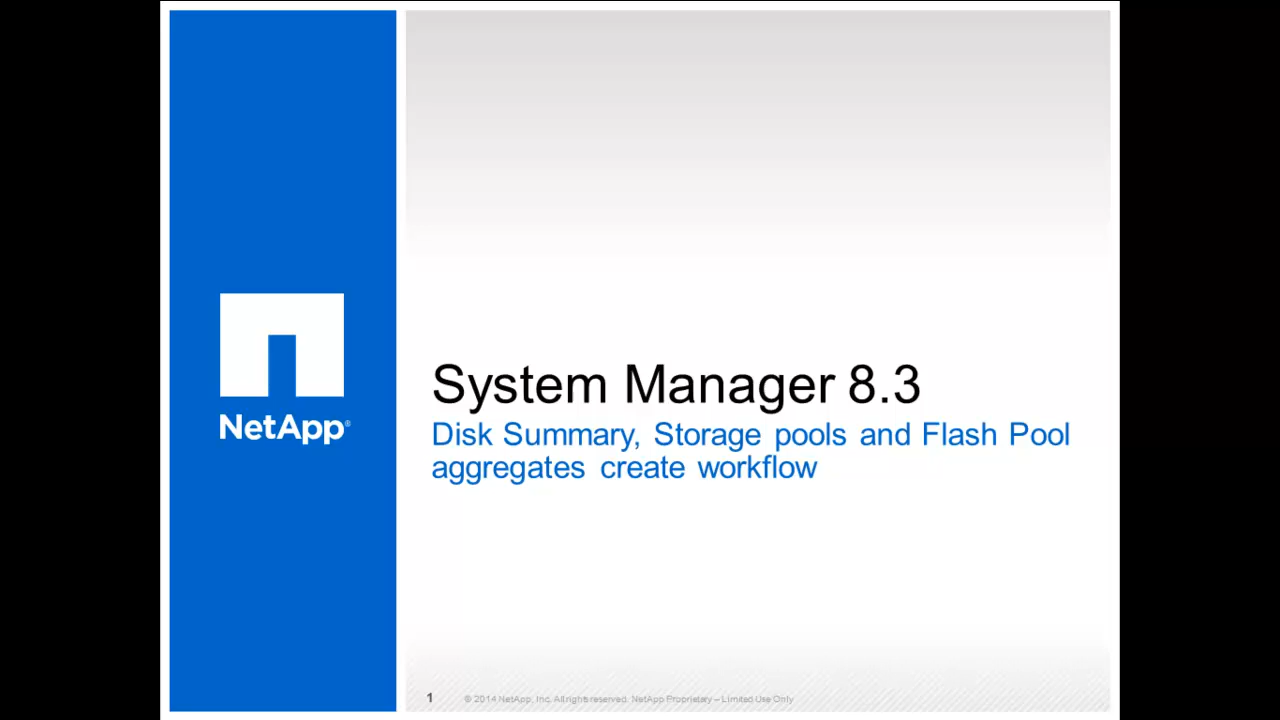 NetApp®
System Manager 8.3
Disk Summary, Storage pools and Flash Pool
aggregates create workflow
1 © 2014 NetApp, Inc. All rights reserved. NetApp Proprietary – Limited Use Only